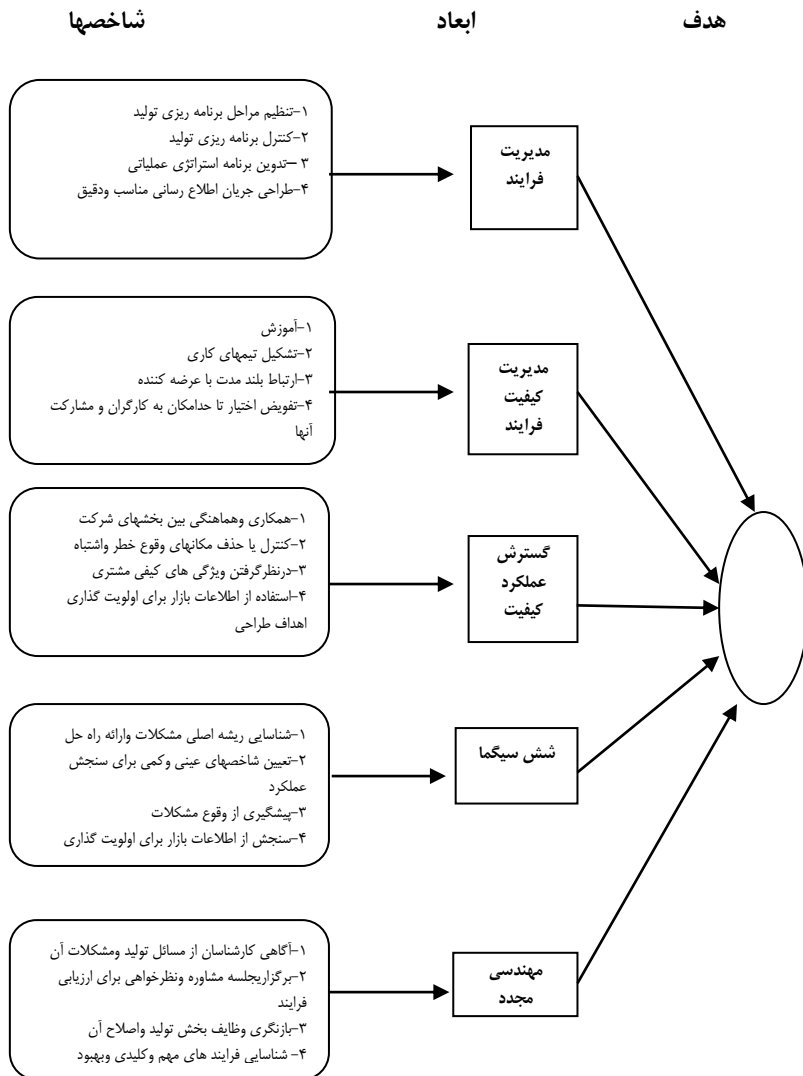 هدف ابعاد شاخصها
مدیریت
فرایند
۱-تنظیم مراحل برنامه ریزی تولید
۲-کنترل برنامه ریزی تولید
۳ –تدوین برنامه استراتژی عملیاتی
۴-طراحی جریان اطلاع رسانی مناسب ودقیق
مدیریت
کیفیت
فرایند
۱-آموزش
۲-تشکیل تیمهای کاری
۳-ارتباط بلند مدت با عرضه کننده
۴-تفویض اختیار تا حدامکان به کارگران و مشارکت
آنها
گسترش
عملکرد
کیفیت
۱-همکاری وهماهنگی بین بخشهای شرکت
۲-کنترل یا حذف مکانهای وقوع خطر واشتباه
۳-درنظرگرفتن ویژگی های کیفی مشتری
۴-استفاده از اطلاعات بازار برای اولویت گذاری
اهداف طراحی
شش سیگما
۱-شناسایی ریشه اصلی مشکلات وارائه راه حل
۲-تعیین شاخصهای عینی وکمی برای سنجش
عملکرد
۳-پیشگیری از وقوع مشکلات
۴-سنجش از اطلاعات بازار برای اولویت گذاری
مهندسی
مجدد
۱-آگاهی کارشناسان از مسائل تولید ومشکلات آن
۲-برگزاریجلسه مشاوره ونظرخواهی برای ارزیابی
فرایند
۳-بازنگری وظایف بخش تولید واصلاح آن
۴- شناسایی فرایند های مهم وکلیدی وبهبود